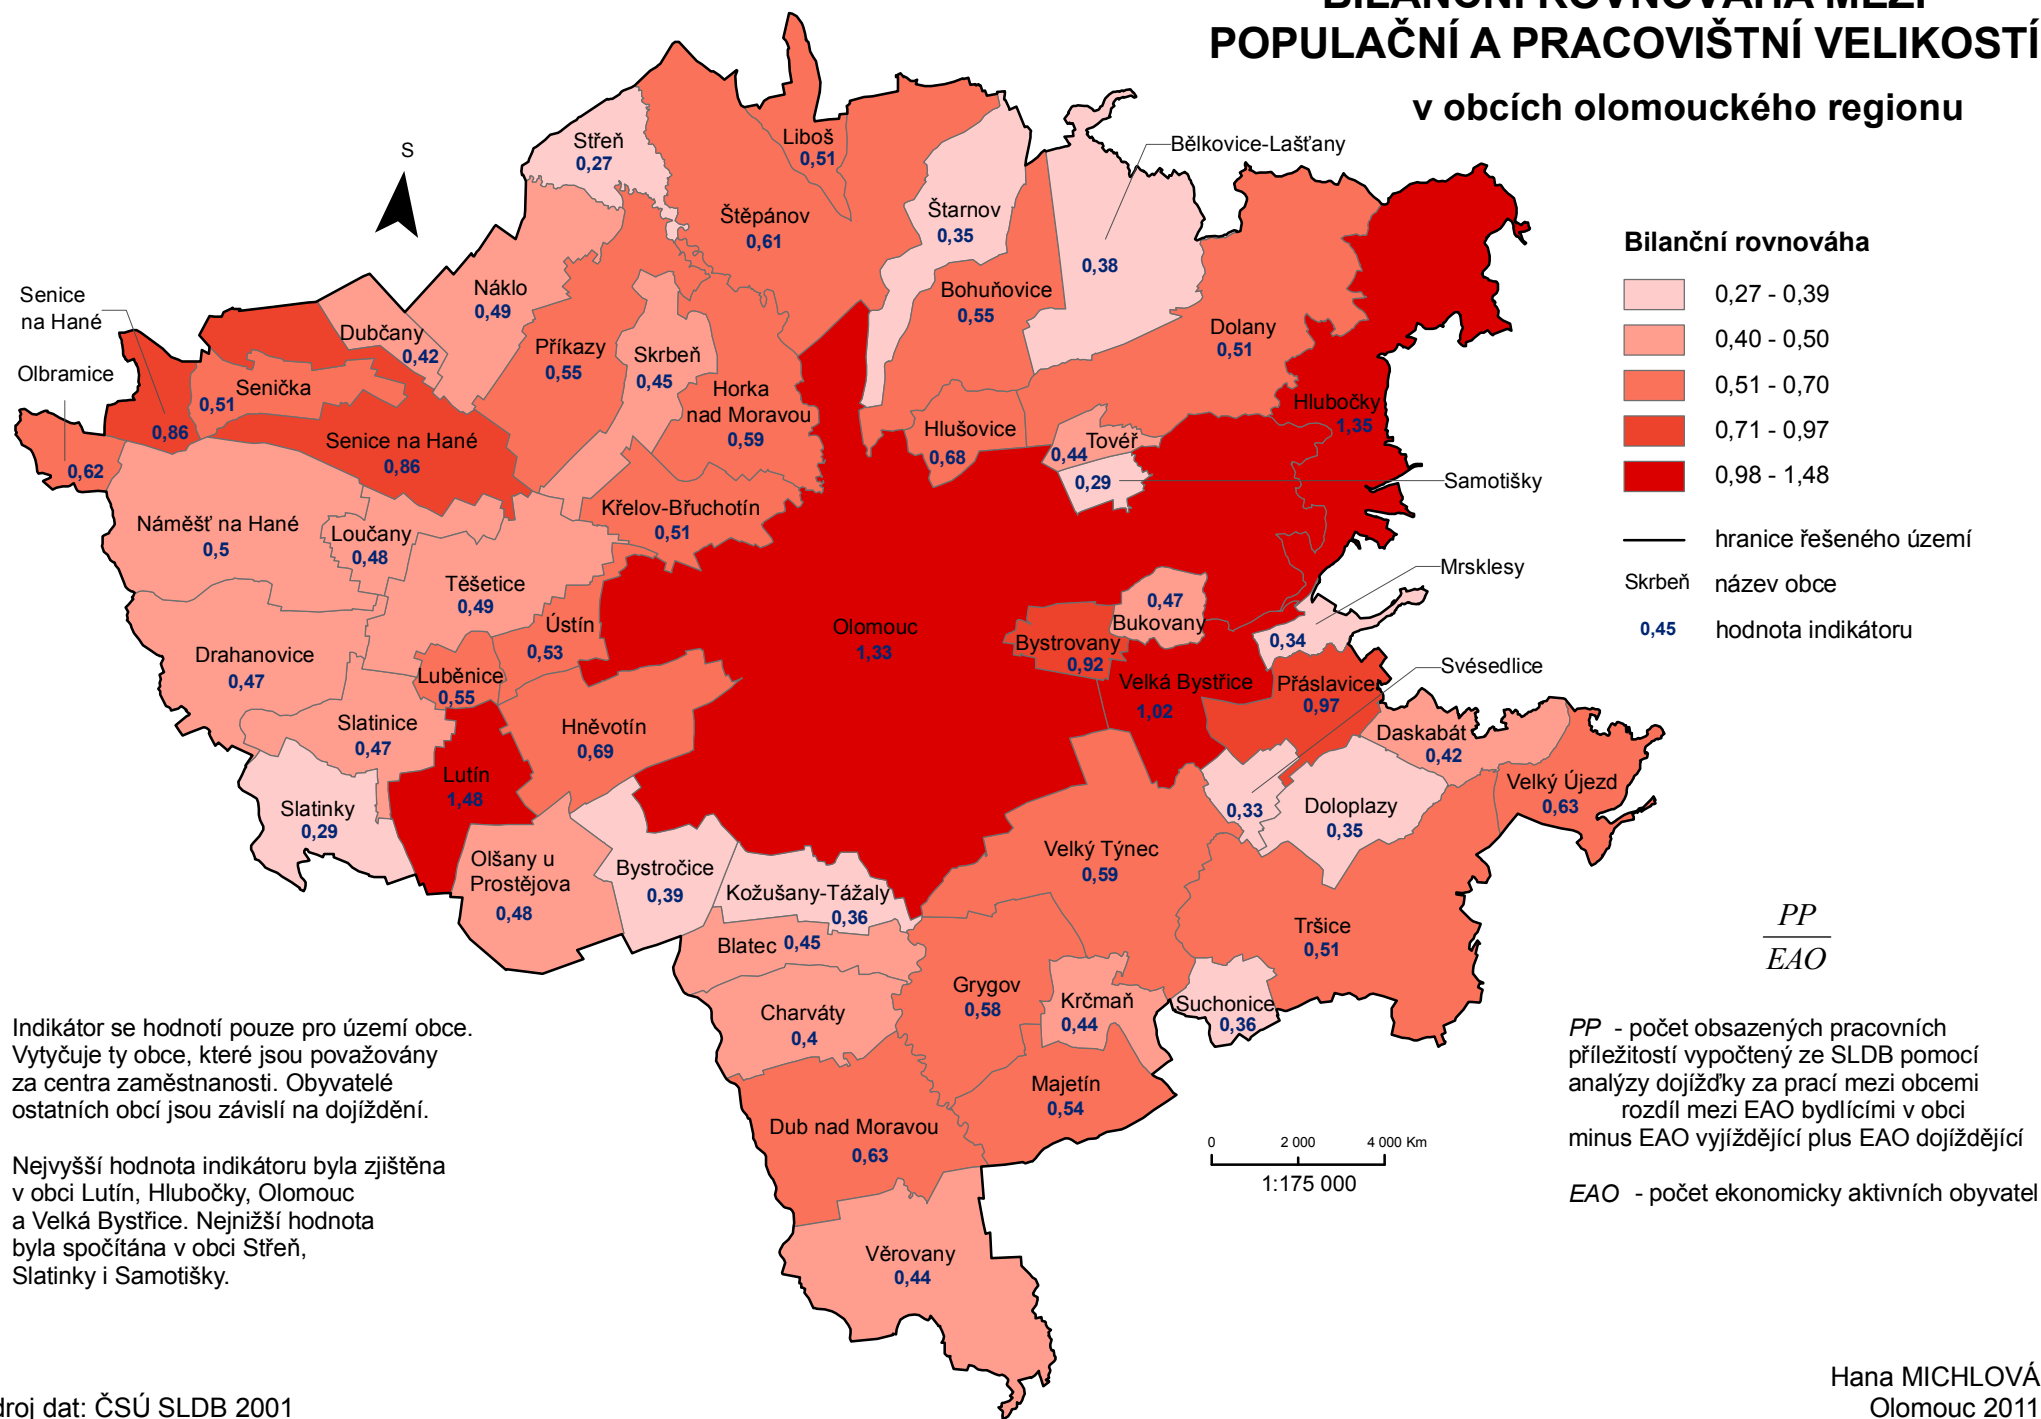 BILANČNÍ ROVNOVÁHA MEZI
POPULAČNÍ A PRACOVIŠTNÍ VELIKOSTÍ
v obcích olomouckého regionu
S
Střeň
0,27
Liboš
0,51
Štěpánov
0,61
Štarnov
0,35
Bělkovice-Lašťany
0,38
Bohuňovice
0,55
Dolany
0,51
Náklo
0,49
Senice
na Hané
0,86
Dubčany
0,42
Příkazy
0,55
Skrbeň
0,45
Horka
nad Moravou
0,59
Olbramice
0,62
Senička
0,51
Senice na Hané
0,86
Hlušovice
0,68
Tovéř
0,44
Hlubočky
1,35
Samotišky
0,29
Náměšť na Hané
0,5
Loučany
0,48
Křelov-Břuchotín
0,51
Těšetice
0,49
Ústín
0,53
Olomouc
1,33
Bukovany
0,47
Bystrovany
0,92
Mrsklesy
0,34
Svésedlice
0,33
Drahanovice
0,47
Luběnice
0,55
Velká Bystřice
1,02
Přáslavice
0,97
Slatinice
0,47
Hněvotín
0,69
Daskabát
0,42
Lutín
1,48
Slatinky
0,29
Doloplazy
0,35
Velký Újezd
0,63
Olšany u
Prostějova
0,48
Bystročice
0,39
Kožušany-Tážaly
0,36
Velký Týnec
0,59
Blatec 0,45
Tršice
0,51
Charváty
0,4
Grygov
0,58
Krčmaň
0,44
Suchonice
0,36
Majetín
0,54
Dub nad Moravou
0,63
Věrovany
0,44
Bilanční rovnováha
0,27 - 0,39
0,40 - 0,50
0,51 - 0,70
0,71 - 0,97
0,98 - 1,48
hranice řešeného území
Skrbeň název obce
0,45 hodnota indikátoru
PP
EAO
PP - počet obsazených pracovních
příležitostí vypočtený ze SLDB pomocí
analýzy dojížďky za prací mezi obcemi
rozdíl mezi EAO bydlícími v obci
minus EAO vyjíždějící plus EAO dojíždějící
EAO - počet ekonomicky aktivních obyvatel
0 2 000 4 000 Km
1:175 000
Indikátor se hodnotí pouze pro území obce.
Vytyčuje ty obce, které jsou považovány
za centra zaměstnanosti. Obyvatelé
ostatních obcí jsou závislí na dojíždění.
Nejvyšší hodnota indikátoru byla zjištěna
v obci Lutín, Hlubočky, Olomouc
a Velká Bystřice. Nejnižší hodnota
byla spočítána v obci Střeň,
Slatinky i Samotišky.
droj dat: ČSÚ SLDB 2001
Hana MICHLOVÁ
Olomouc 2011